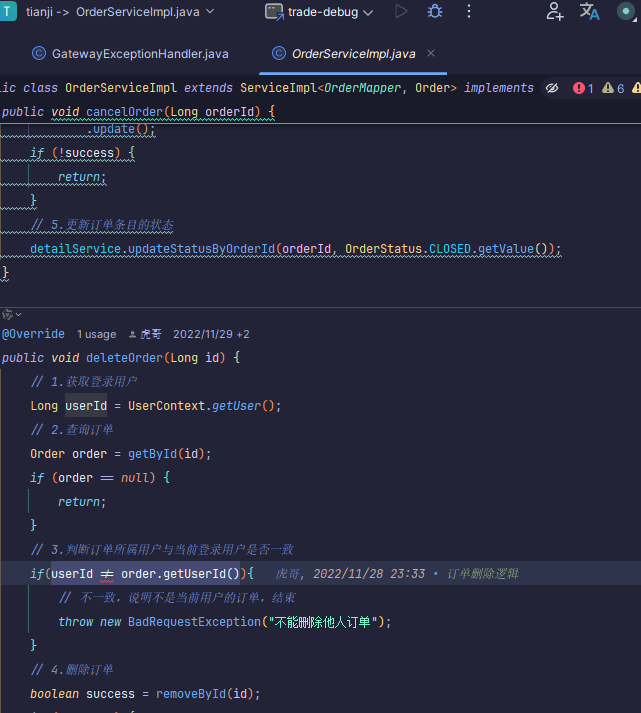 T tianji -> OrderServiceImpl.java trade-debug
GatewayExceptionHandler.java OrderServiceImpl.java
lic class OrderServiceImpl extends ServiceImpl<OrderMapper, Order> implements 1 6
public void cancelOrder(Long orderId) {
.update();
if (!success) {
return;
}
// 5.更新订单条目的状态
detailService.updateStatusByOrderId(orderId, OrderStatus.CLOSED.getValue());
}
@Override 1 usage 虎哥 2022/11/29 +2
public void deleteOrder(Long id) {
// 1.获取登录用户
Long userId = UserContext.getUser();
// 2.查询订单
Order order = getById(id);
if (order == null) {
return;
}
// 3.判断订单所属用户与当前登录用户是否一致
if(userId != order.getUserId()){ 虎哥, 2022/11/28 23:33 • 订单删除逻辑
// 不一致，说明不是当前用户的订单，结束
throw new BadRequestException("不能删除他人订单");
}
// 4.删除订单
boolean success = removeById(id);